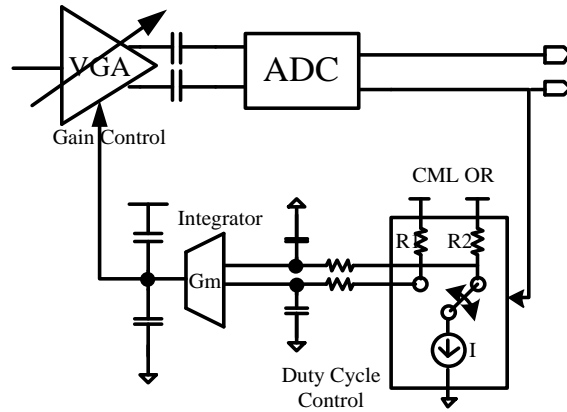 VGA
ADC
Gain Control
CML OR
Integrator
R1
R2
Gm
I
Duty Cycle
Control